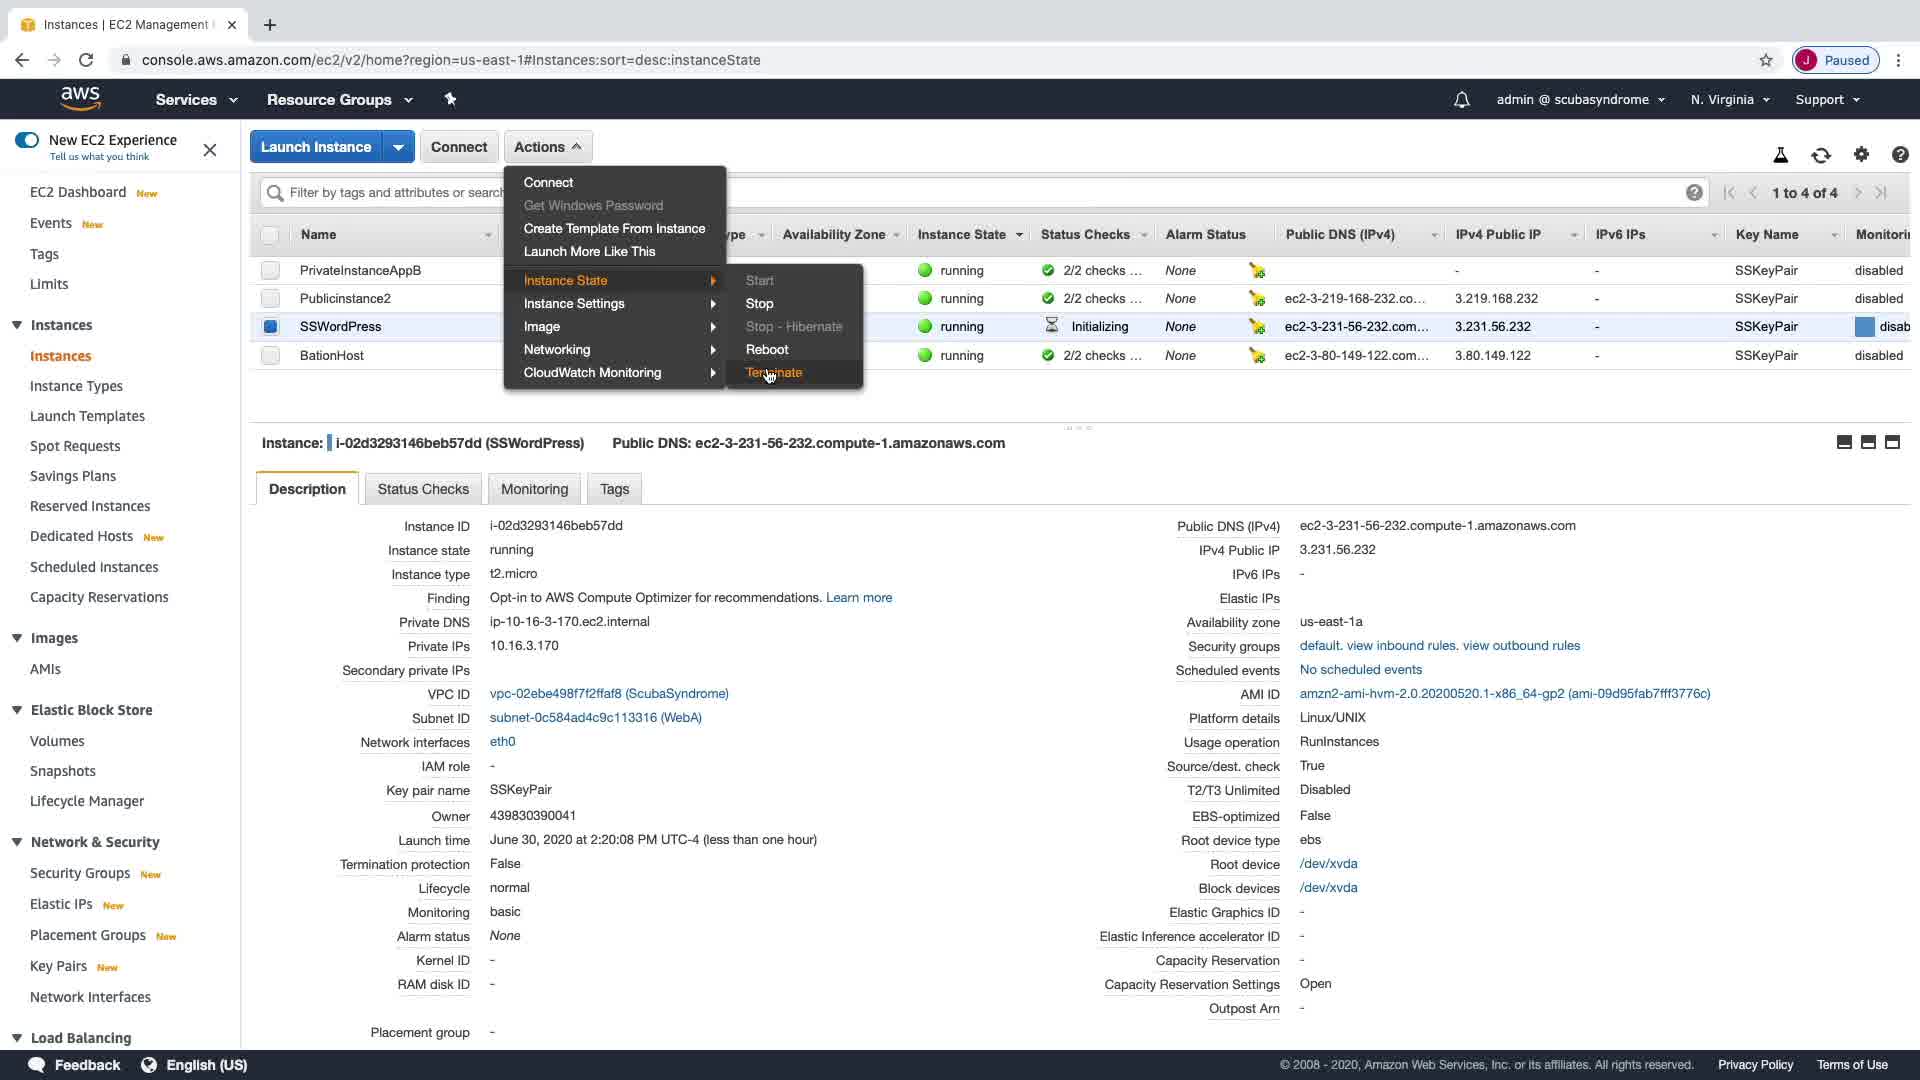 Instances | EC2 Management
console.aws.amazon.com/ec2/v2/home?region=us-east-1#Instances:sort=desc:instanceState
J Paused
aws Services Resource Groups admin @ scubasyndrome N. Virginia Support
New EC2 Experience
Tell us what you think
Launch Instance Connect Actions
EC2 Dashboard New
Events New
Tags
Limits
Instances
Instances
Instance Types
Launch Templates
Spot Requests
Savings Plans
Reserved Instances
Dedicated Hosts New
Scheduled Instances
Capacity Reservations
Images
AMIs
Elastic Block Store
Volumes
Snapshots
Lifecycle Manager
Network & Security
Security Groups New
Elastic IPs New
Placement Groups New
Key Pairs New
Network Interfaces
Load Balancing
Filter by tags and attributes or search
1 to 4 of 4
Connect
Get Windows Password
Create Template From Instance
Launch More Like This
Instance State
Instance Settings
Image
Networking
CloudWatch Monitoring
Start
Stop
Stop - Hibernate
Reboot
Terminate
Name Availability Zone Instance State Status Checks Alarm Status Public DNS (IPv4) IPv4 Public IP IPv6 IPs Key Name
PrivateInstanceAppB running 2/2 checks ... None - - SSKeyPair disabled
Publicinstance2 running 2/2 checks ... None ec2-3-219-168-232.co... 3.219.168.232 - SSKeyPair disabled
SSWordPress running Initializing None ec2-3-231-56-232.com... 3.231.56.232 - SSKeyPair disab
BationHost running 2/2 checks ... None ec2-3-80-149-122.com... 3.80.149.122 - SSKeyPair disabled
Instance: i-02d3293146beb57dd (SSWordPress) Public DNS: ec2-3-231-56-232.compute-1.amazonaws.com
Description Status Checks Monitoring Tags
Instance ID i-02d3293146beb57dd
Instance state running
Instance type t2.micro
Finding Opt-in to AWS Compute Optimizer for recommendations. Learn more
Private DNS ip-10-16-3-170.ec2.internal
Private IPs 10.16.3.170
Secondary private IPs
VPC ID vpc-02ebe498f7f2ffaf8 (ScubaSyndrome)
Subnet ID subnet-0c584ad4c9c113316 (WebA)
Network interfaces eth0
IAM role -
Key pair name SSKeyPair
Owner 439830390041
Launch time June 30, 2020 at 2:20:08 PM UTC-4 (less than one hour)
Termination protection False
Lifecycle normal
Monitoring basic
Alarm status None
Kernel ID -
RAM disk ID -
Placement group -
Public DNS (IPv4) ec2-3-231-56-232.compute-1.amazonaws.com
IPv4 Public IP 3.231.56.232
IPv6 IPs -
Elastic IPs
Availability zone us-east-1a
Security groups default. view inbound rules. view outbound rules
Scheduled events No scheduled events
AMI ID amzn2-ami-hvm-2.0.20200520.1-x86_64-gp2 (ami-09d95fab7fff3776c)
Platform details Linux/UNIX
Usage operation RunInstances
Source/dest. check True
T2/T3 Unlimited Disabled
EBS-optimized False
Root device type ebs
Root device /dev/xvda
Block devices /dev/xvda
Elastic Graphics ID -
Elastic Inference accelerator ID -
Capacity Reservation -
Capacity Reservation Settings Open
Outpost Arn -
Feedback English (US)
© 2008 - 2020, Amazon Web Services, Inc. or its affiliates. All rights reserved. Privacy Policy Terms of Use